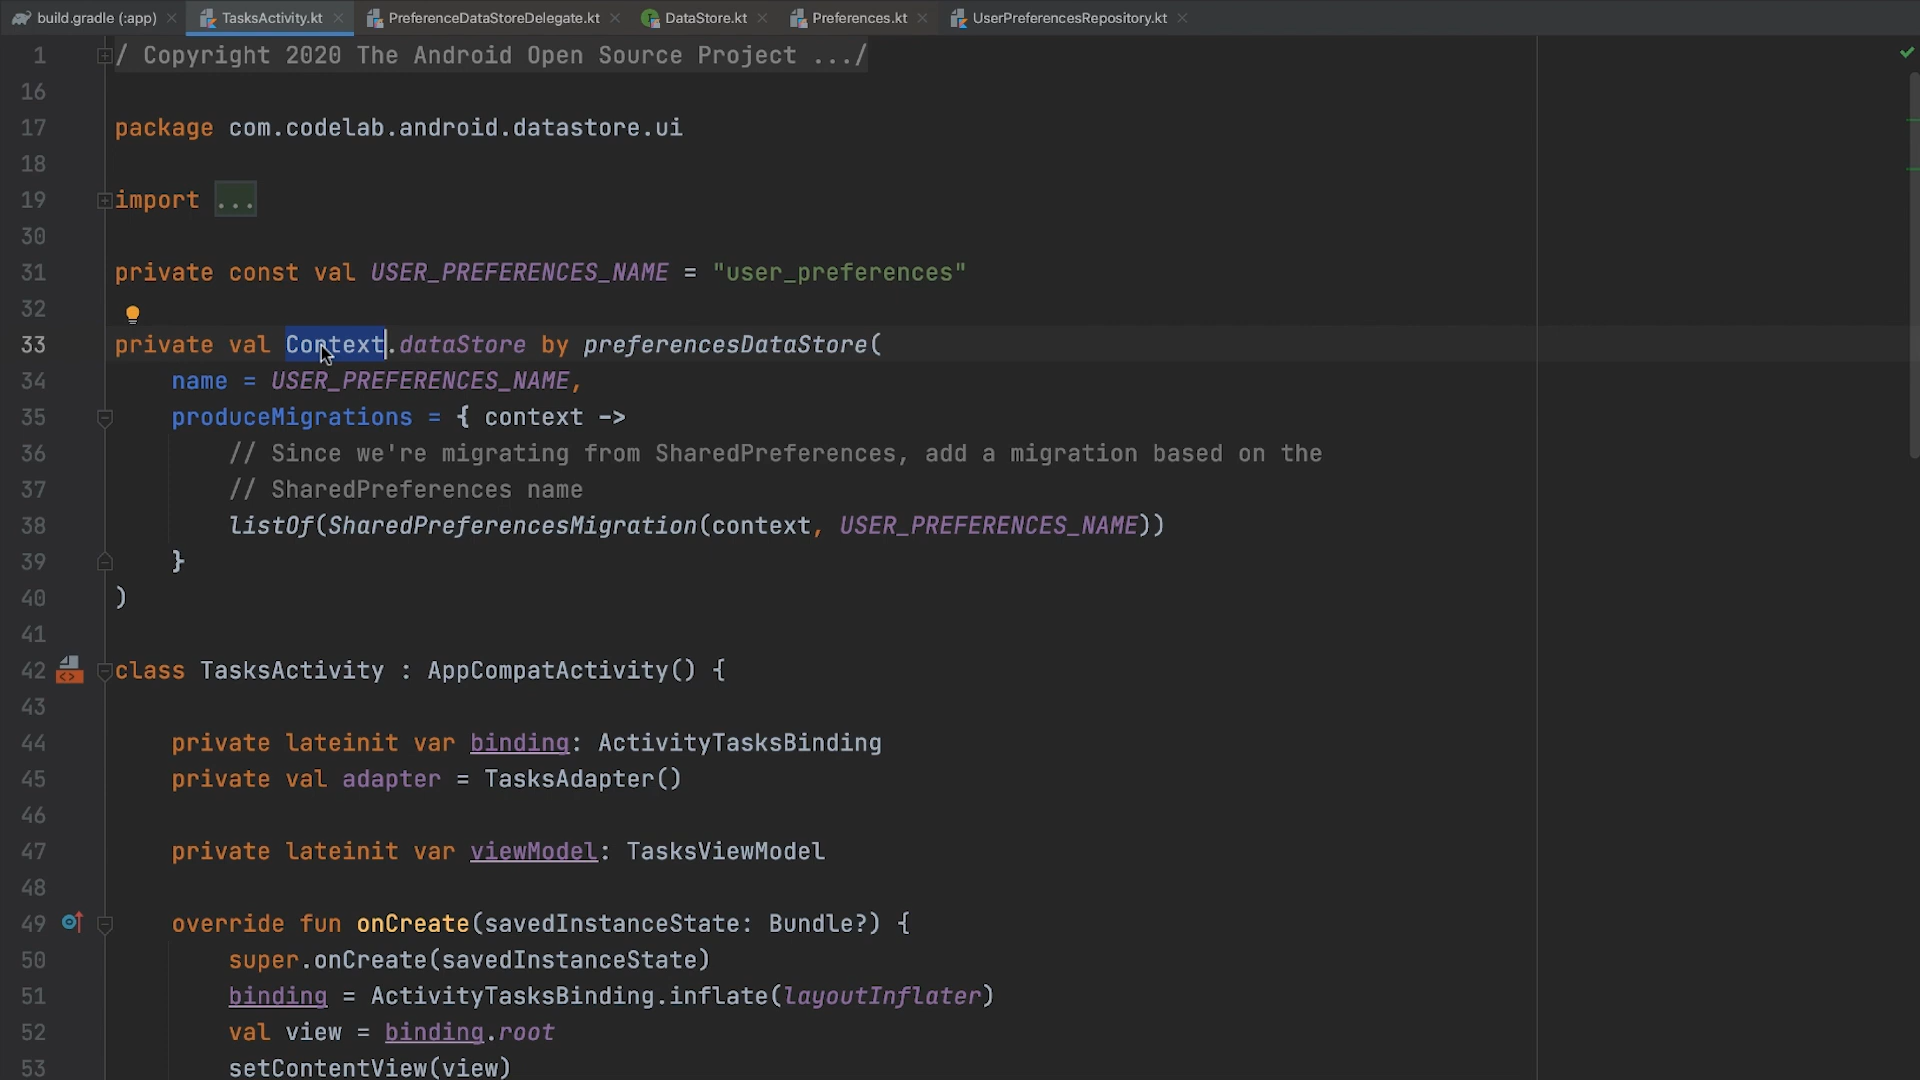 build.gradle (:app) TasksActivity.kt PreferenceDataStoreDelegate.kt DataStore.kt Preferences.kt UserPreferencesRepository.kt
1 / Copyright 2020 The Android Open Source Project .../
16
17 package com.codelab.android.datastore.ui
18
19 import ...
30
31 private const val USER_PREFERENCES_NAME = "user_preferences"
32
33 private val Context.dataStore by preferencesDataStore(
34 name = USER_PREFERENCES_NAME,
35 produceMigrations = { context ->
36 // Since we're migrating from SharedPreferences, add a migration based on the
37 // SharedPreferences name
38 listOf(SharedPreferencesMigration(context, USER_PREFERENCES_NAME))
39 }
40 )
41
42 class TasksActivity : AppCompatActivity() {
43
44 private lateinit var binding: ActivityTasksBinding
45 private val adapter = TasksAdapter()
46
47 private lateinit var viewModel: TasksViewModel
48
49 override fun onCreate(savedInstanceState: Bundle?) {
50 super.onCreate(savedInstanceState)
51 binding = ActivityTasksBinding.inflate(layoutInflater)
52 val view = binding.root
53 setContentView(view)